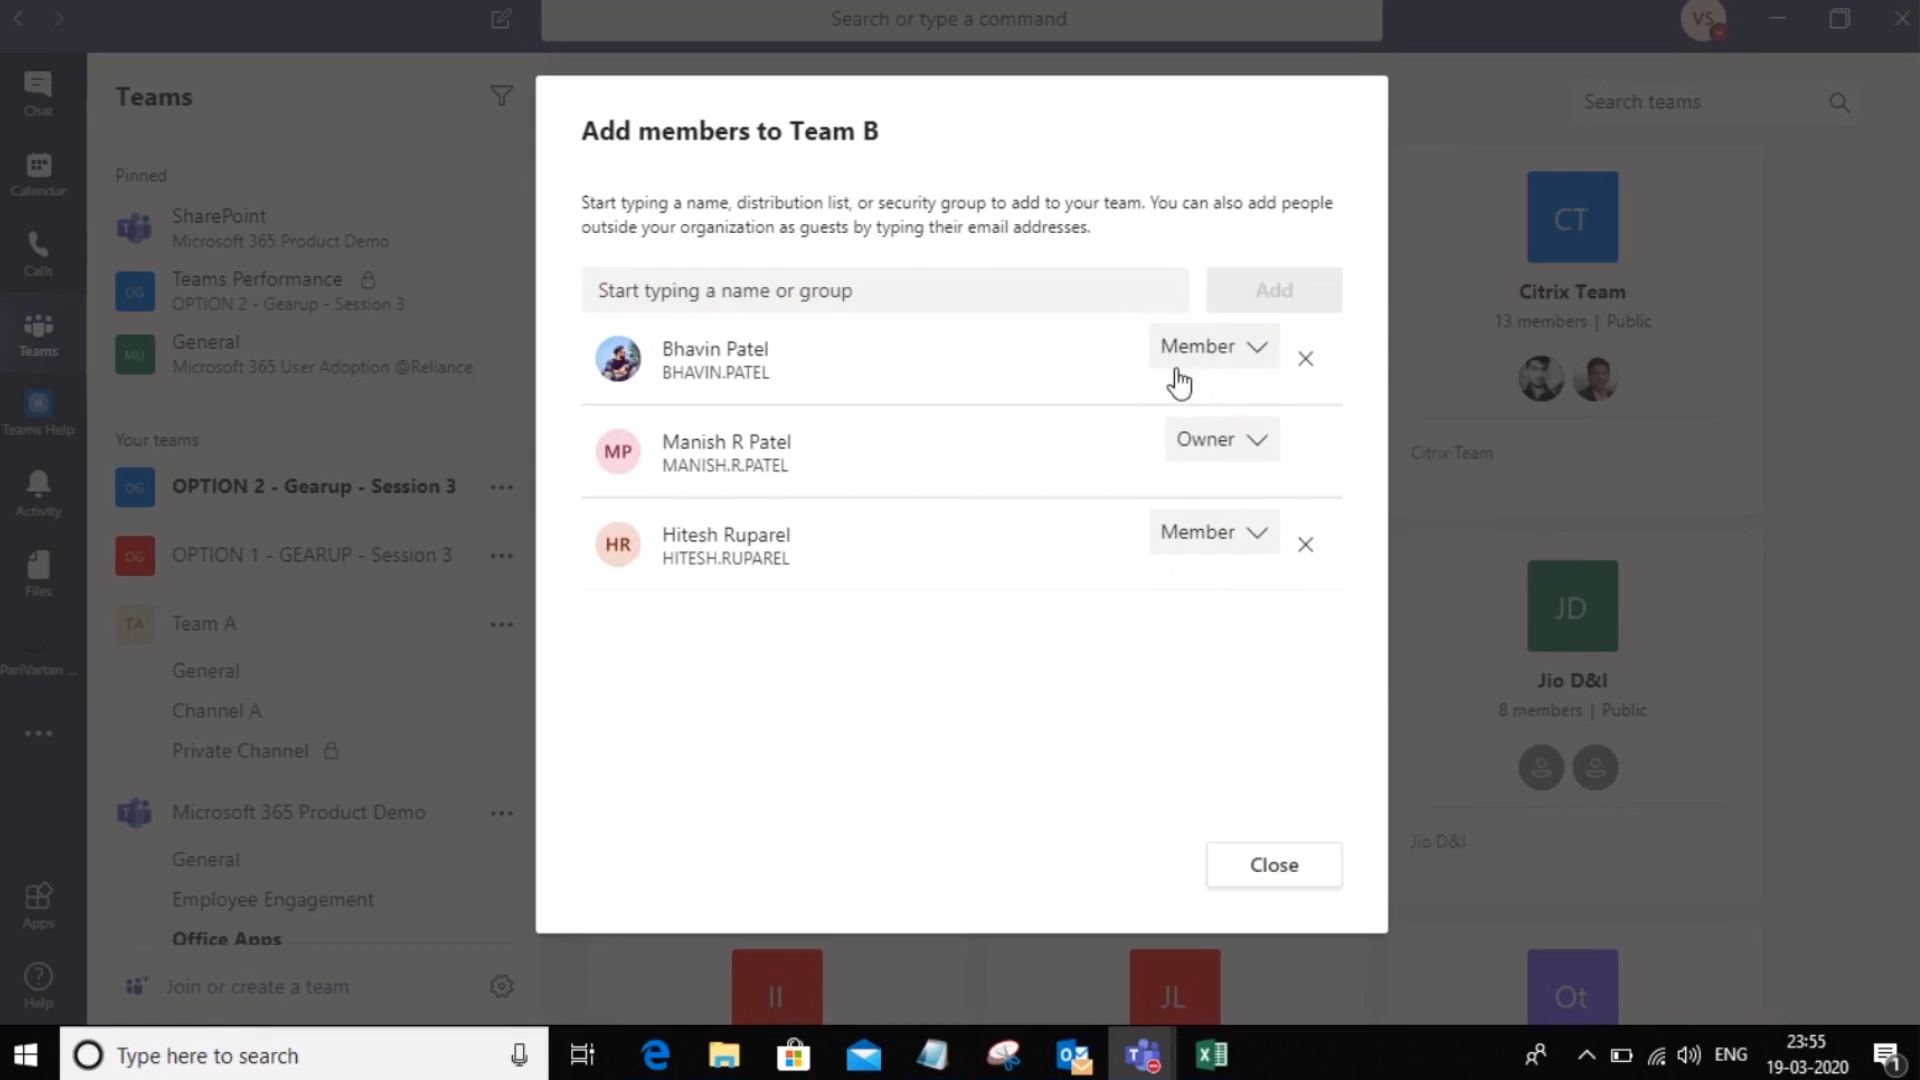 Search or type a command
VS
Chat
Calendar
Calls
Teams
Teams Help
Activity
Files
PariVartan ...
Apps
Help
Teams
Pinned
SharePoint
Microsoft 365 Product Demo
OG
Teams Performance
OPTION 2 - Gearup - Session 3
MU
General
Microsoft 365 User Adoption @Reliance
Your teams
OG
OPTION 2 - Gearup - Session 3
OG
OPTION 1 - GEARUP - Session 3
TA
Team A
General
Channel A
Private Channel
Microsoft 365 Product Demo
General
Employee Engagement
Office Apps
Join or create a team
Add members to Team B
Start typing a name, distribution list, or security group to add to your team. You can also add people
outside your organization as guests by typing their email addresses.
Start typing a name or group
Add
Bhavin Patel
BHAVIN.PATEL
Member
MP
Manish R Patel
MANISH.R.PATEL
Owner
HR
Hitesh Ruparel
HITESH.RUPAREL
Member
Close
Search teams
CT
Citrix Team
13 members | Public
Citrix Team
JD
Jio D&I
8 members | Public
Jio D&I
II
JL
Ot
Type here to search
ENG
23:55
19-03-2020
1